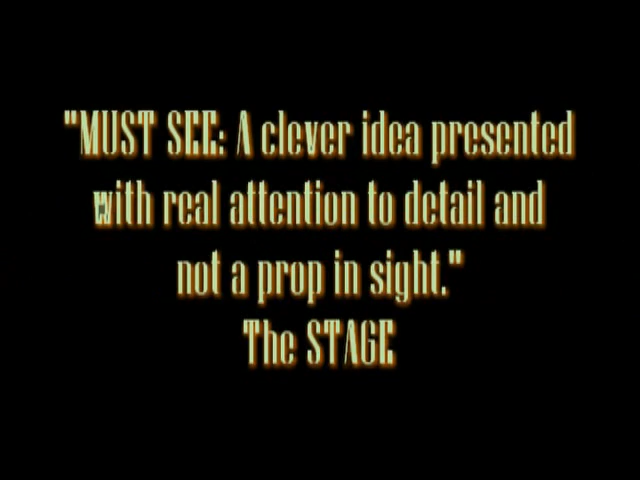 "MUST SEE: A clever idea presented
with real attention to detail and
not a prop in sight."
The STAGE